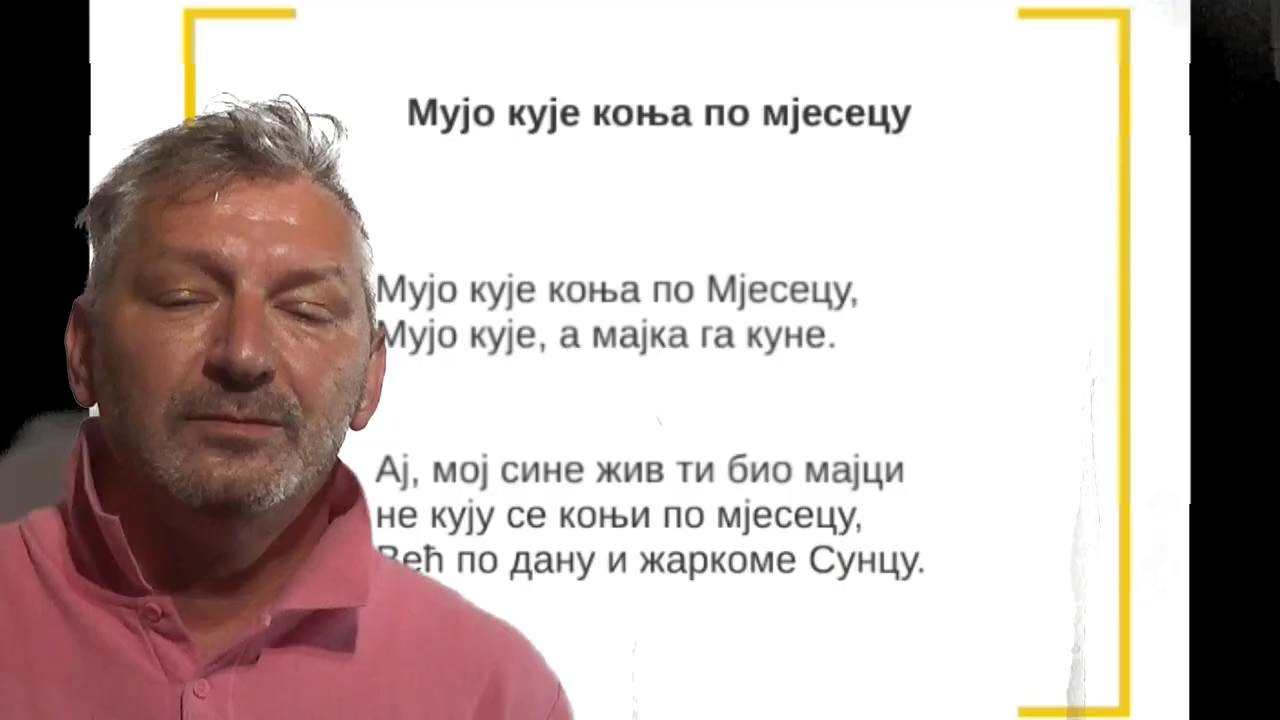 Мујо кује коња по мјесецу
Мујо кује коња по Мјесецу,
Мујо кује, а мајка га куне.
Ај, мој сине жив ти био мајци
не кују се коњи по мјесецу,
Већ по дану и жаркоме Сунцу.